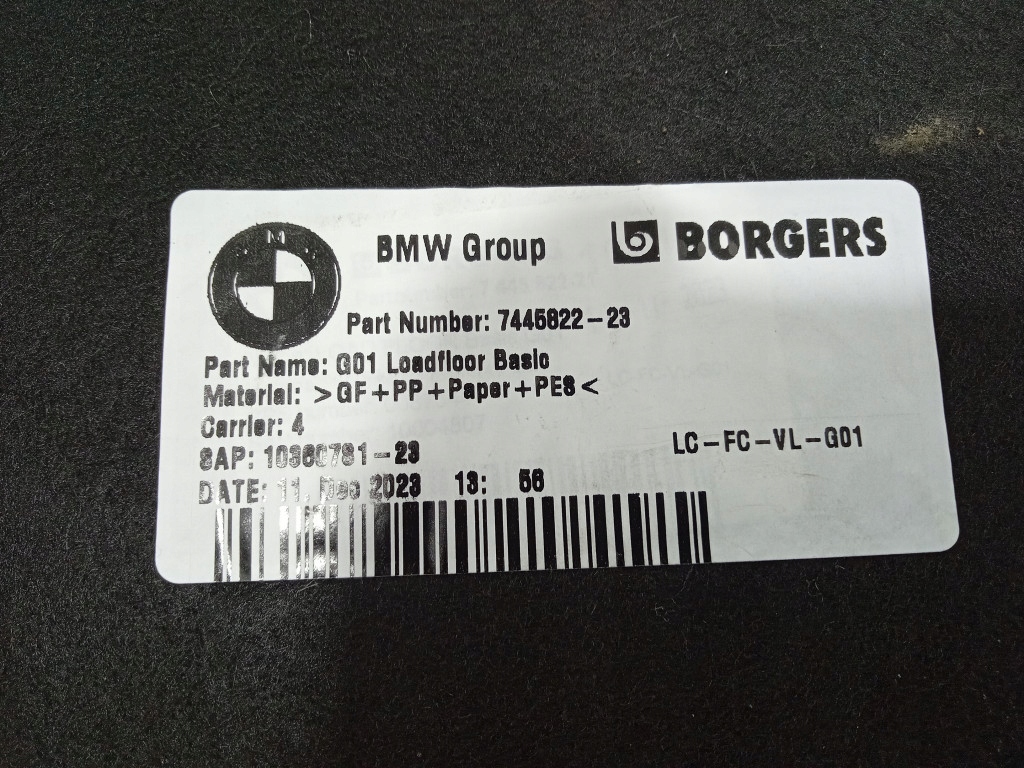 BMW Group
BORGERS
Part Number: 7445822-23
Part Name: G01 Loadfloor Basic
Material: >GF+PP+Paper+PES<
Carrier: 4
SAP: 10360781-23
LC-FC-VL-G01
DATE: 11. Dec 2023 13: 56